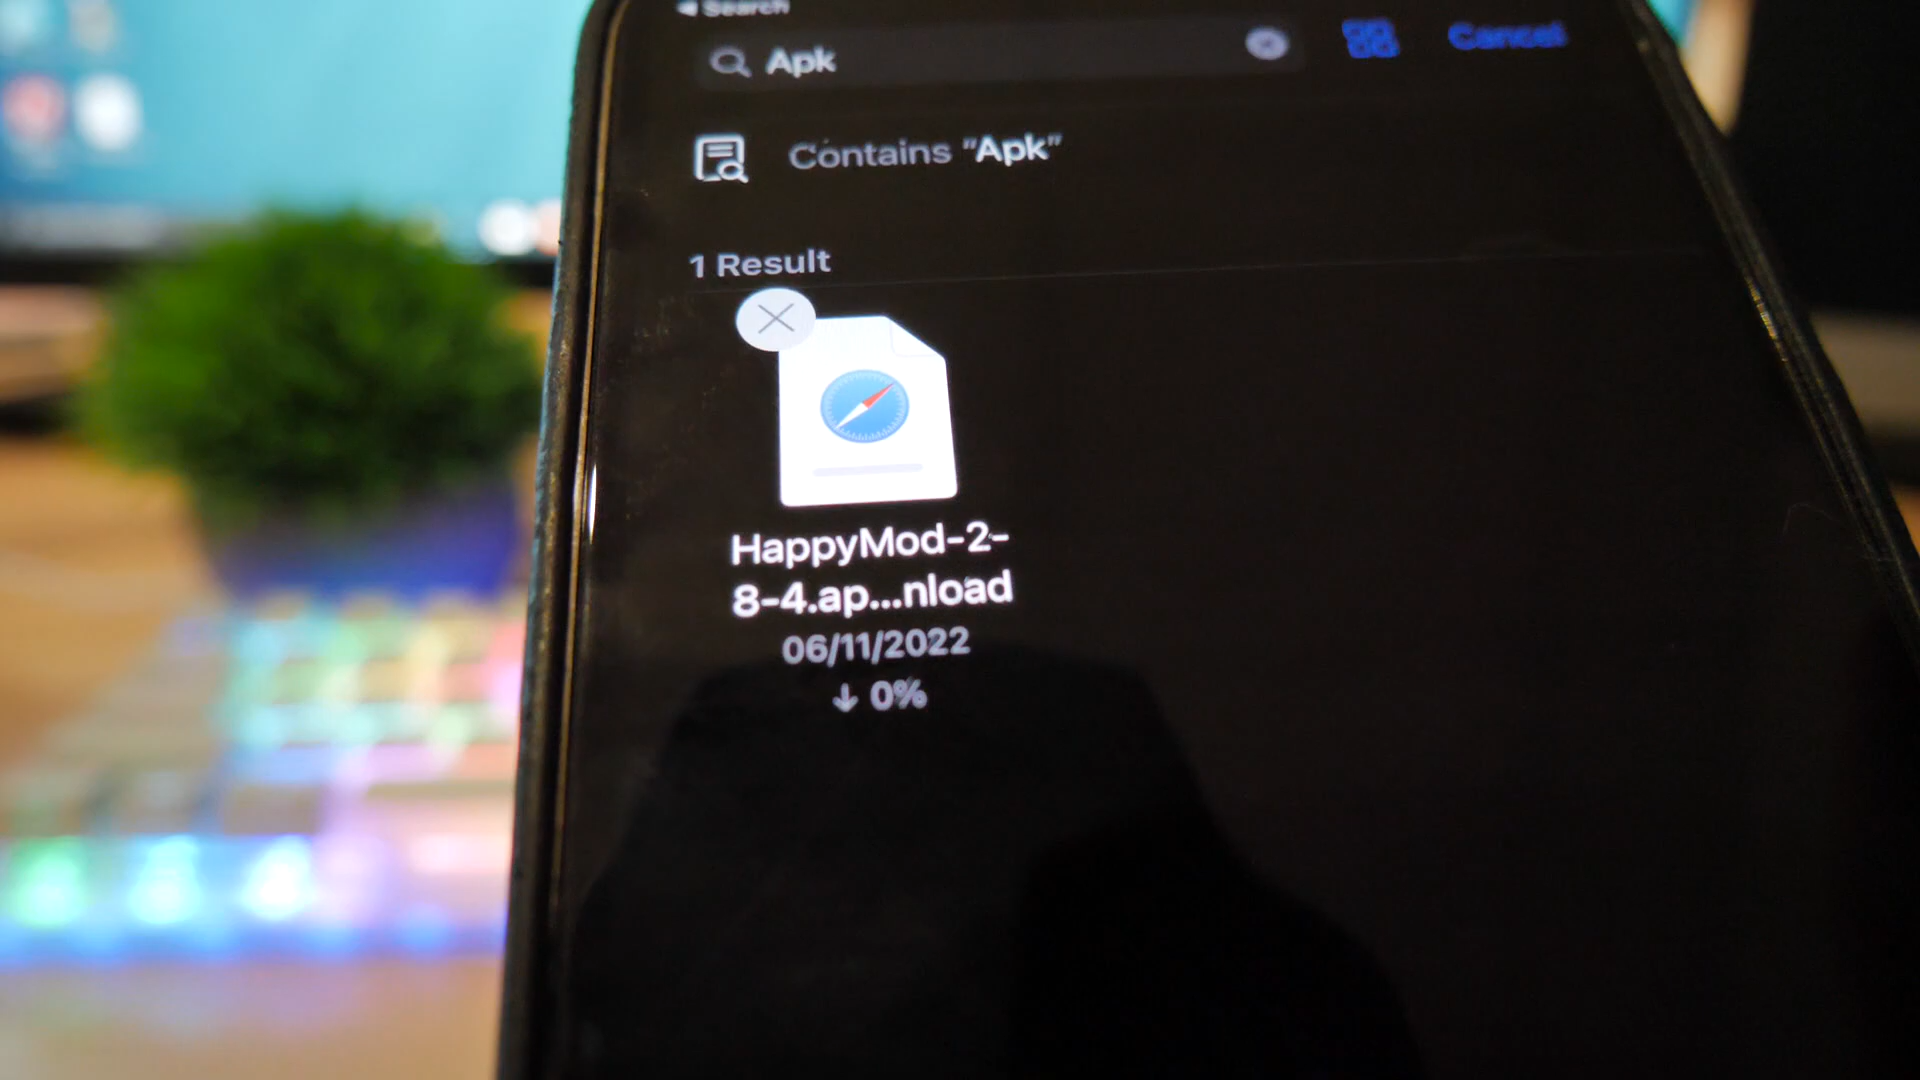 Search
Apk
Cancel
Contains "Apk"
1 Result
HappyMod-2-
8-4.ap...nload
06/11/2022
↓ 0%